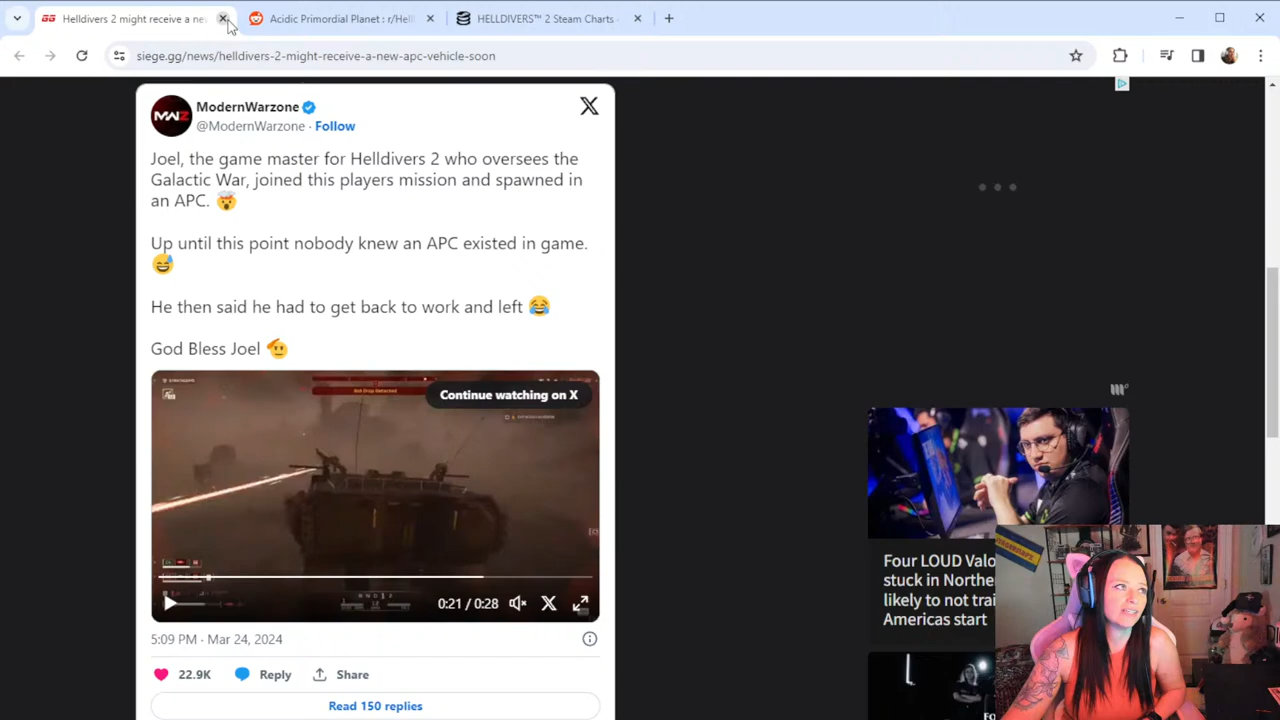 Helldivers 2 might receive a ne
Acidic Primordial Planet : r/Hell
HELLDIVERS™ 2 Steam Charts ·
siege.gg/news/helldivers-2-might-receive-a-new-apc-vehicle-soon
ModernWarzone
@ModernWarzone · Follow
Joel, the game master for Helldivers 2 who oversees the
Galactic War, joined this players mission and spawned in
an APC. 🤯
Up until this point nobody knew an APC existed in game.
😅
He then said he had to get back to work and left 😂
God Bless Joel 🫡
Continue watching on X
0:21 / 0:28
5:09 PM · Mar 24, 2024
22.9K
Reply
Share
Read 150 replies
Four LOUD Valo
stuck in Northe
likely to not trai
Americas start